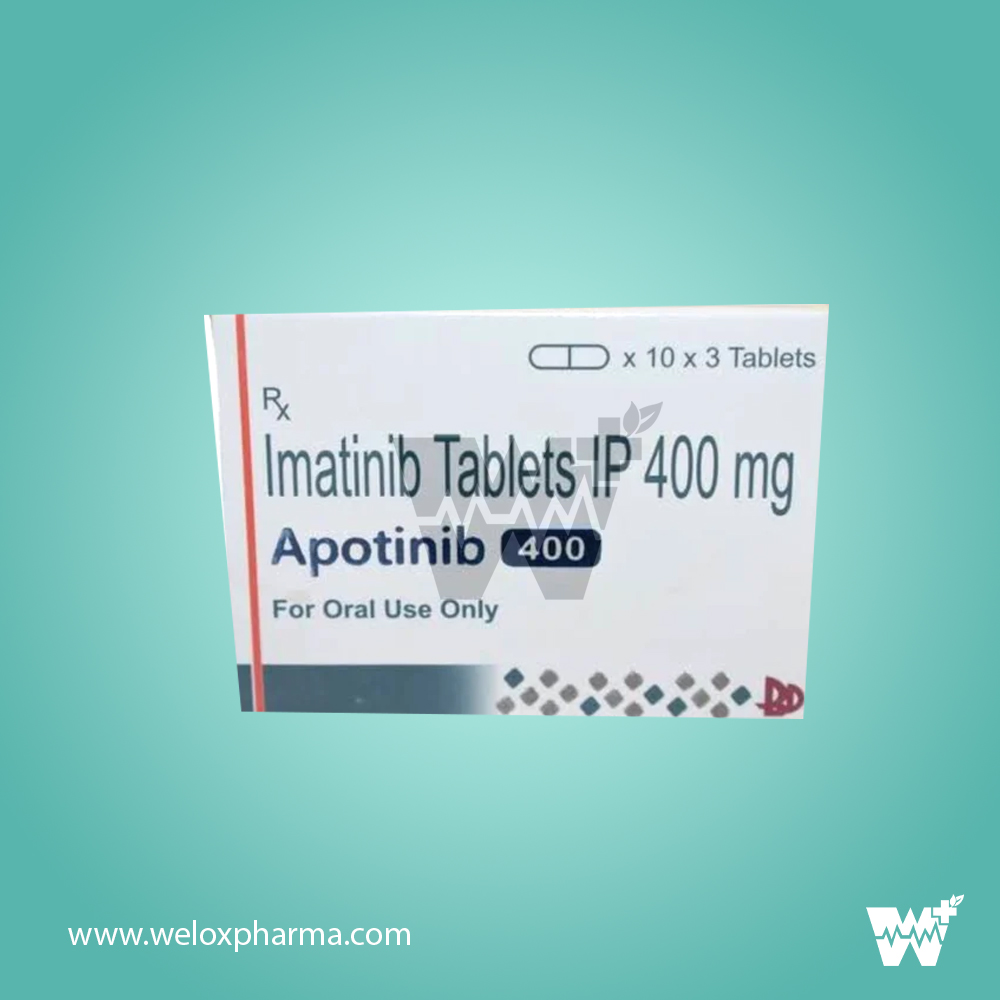 x 10 x 3 Tablets
Rx
Imatinib Tablets IP 400 mg
Apotinib 400
For Oral Use Only
www.weloxpharma.com